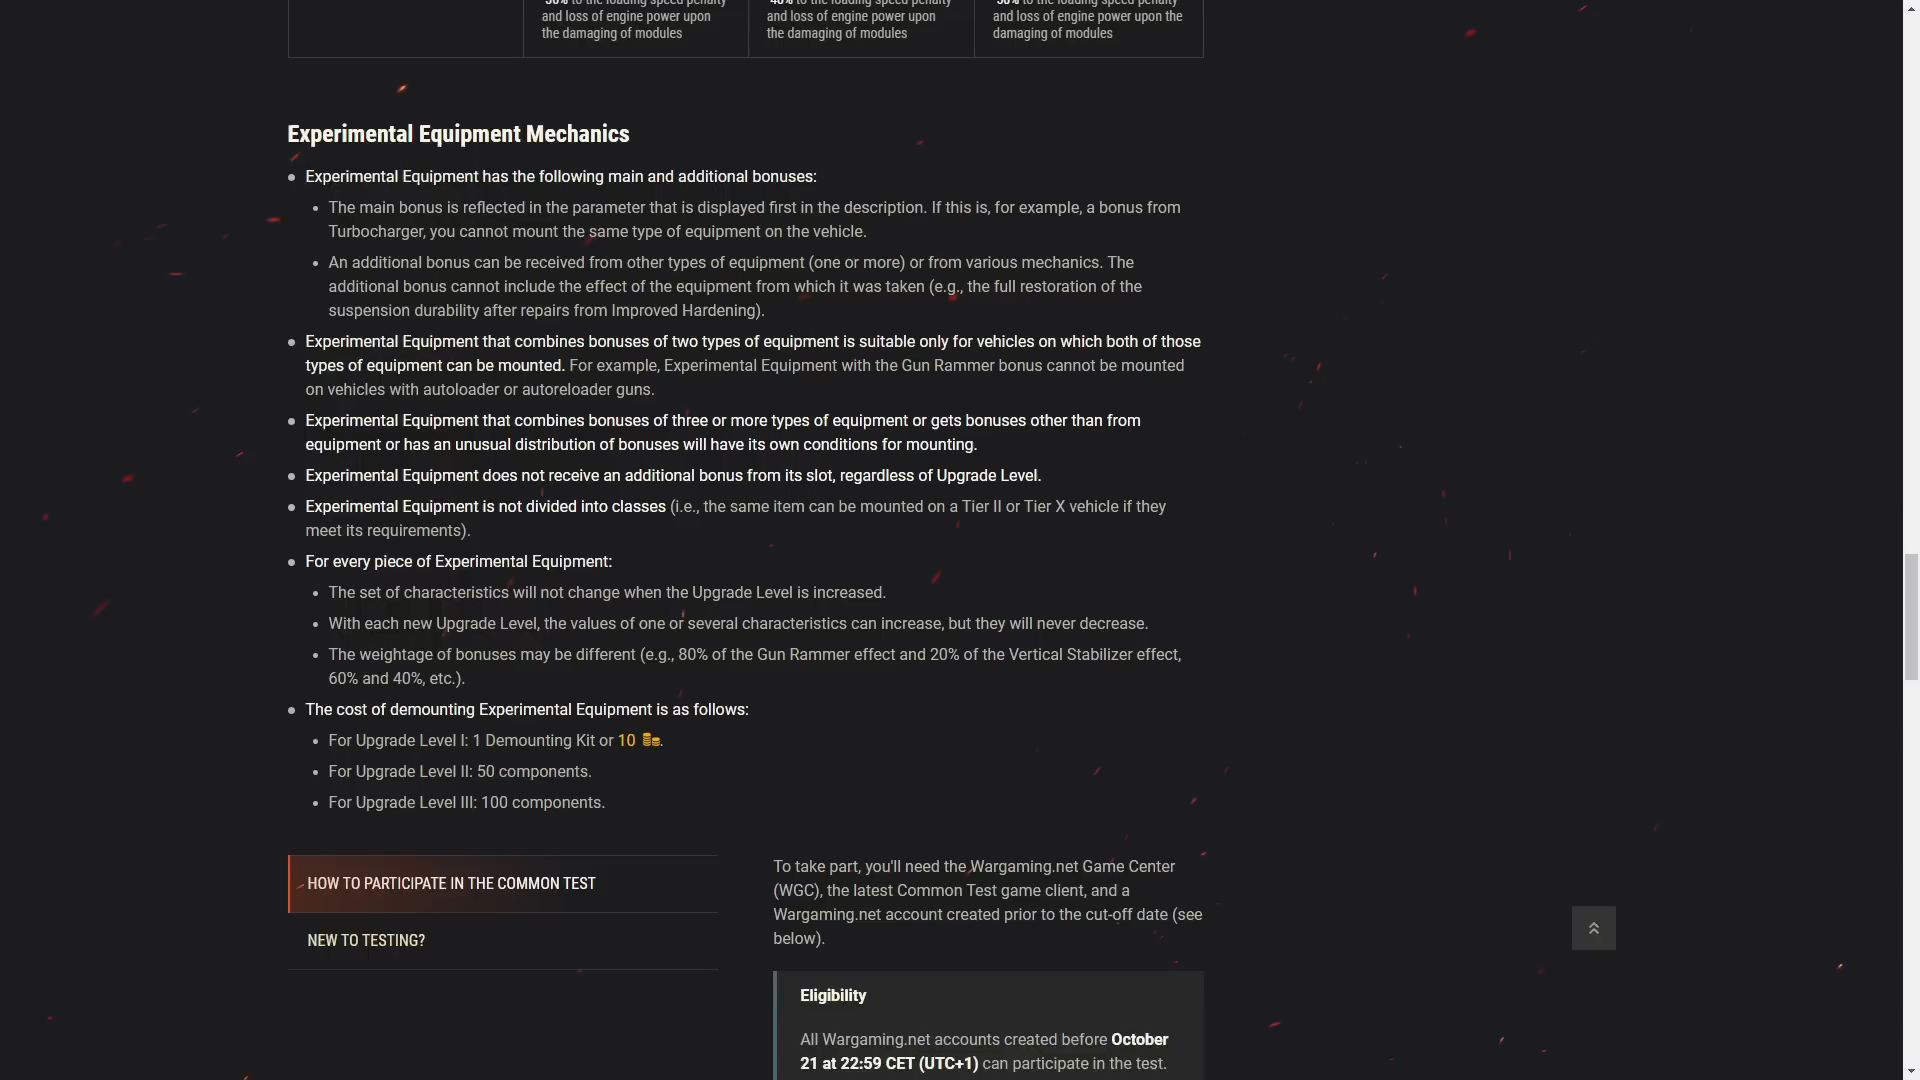 30% to the loading speed penalty
and loss of engine power upon
the damaging of modules
40% to the loading speed penalty
and loss of engine power upon
the damaging of modules
50% to the loading speed penalty
and loss of engine power upon the
damaging of modules
Experimental Equipment Mechanics
Experimental Equipment has the following main and additional bonuses:
The main bonus is reflected in the parameter that is displayed first in the description. If this is, for example, a bonus from
Turbocharger, you cannot mount the same type of equipment on the vehicle.
An additional bonus can be received from other types of equipment (one or more) or from various mechanics. The
additional bonus cannot include the effect of the equipment from which it was taken (e.g., the full restoration of the
suspension durability after repairs from Improved Hardening).
Experimental Equipment that combines bonuses of two types of equipment is suitable only for vehicles on which both of those
types of equipment can be mounted. For example, Experimental Equipment with the Gun Rammer bonus cannot be mounted
on vehicles with autoloader or autoreloader guns.
Experimental Equipment that combines bonuses of three or more types of equipment or gets bonuses other than from
equipment or has an unusual distribution of bonuses will have its own conditions for mounting.
Experimental Equipment does not receive an additional bonus from its slot, regardless of Upgrade Level.
Experimental Equipment is not divided into classes (i.e., the same item can be mounted on a Tier II or Tier X vehicle if they
meet its requirements).
For every piece of Experimental Equipment:
The set of characteristics will not change when the Upgrade Level is increased.
With each new Upgrade Level, the values of one or several characteristics can increase, but they will never decrease.
The weightage of bonuses may be different (e.g., 80% of the Gun Rammer effect and 20% of the Vertical Stabilizer effect,
60% and 40%, etc.).
The cost of demounting Experimental Equipment is as follows:
For Upgrade Level I: 1 Demounting Kit or 10 .
For Upgrade Level II: 50 components.
For Upgrade Level III: 100 components.
HOW TO PARTICIPATE IN THE COMMON TEST
NEW TO TESTING?
To take part, you'll need the Wargaming.net Game Center
(WGC), the latest Common Test game client, and a
Wargaming.net account created prior to the cut-off date (see
below).
Eligibility
All Wargaming.net accounts created before October
21 at 22:59 CET (UTC+1) can participate in the test.